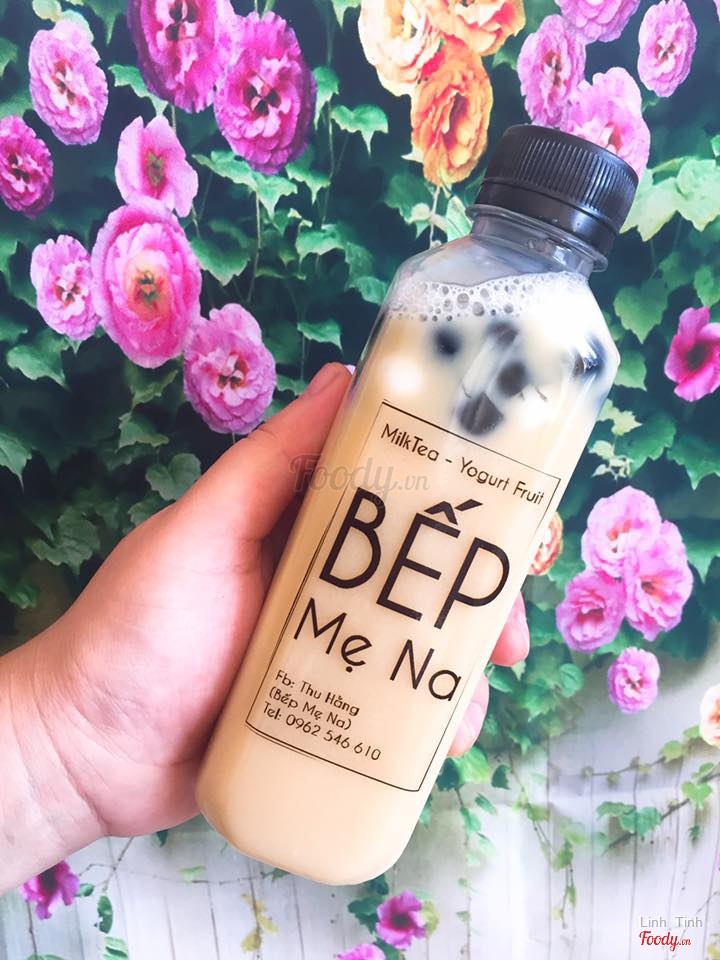 MilkTea - Yogurt Fruit
BẾP
Mẹ Na
Fb: Thu Hằng
(Bếp Mẹ Na)
Tel: 0962 546 610
Foody.vn
Linh Tinh
Foody.vn